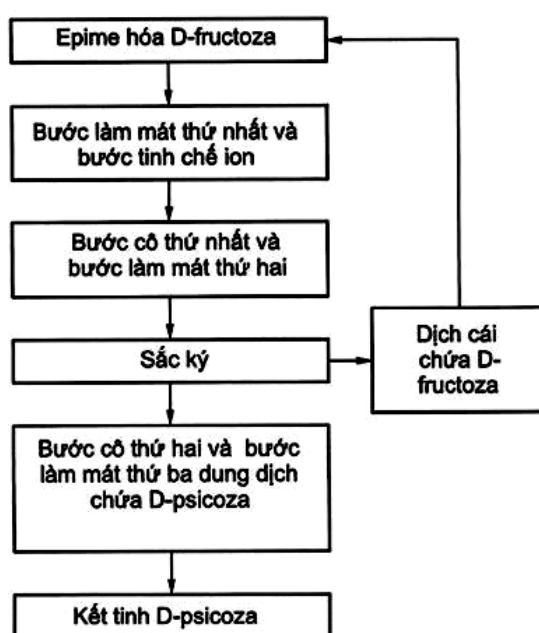 Epime hóa D-fructoza
Bước làm mát thứ nhất và
bước tinh chế ion
Bước cô thứ nhất và
bước làm mát thứ hai
Sắc ký
Dịch cái
chứa D-
fructoza
Bước cô thứ hai và bước
làm mát thứ ba dung dịch
chứa D-psicoza
Kết tinh D-psicoza